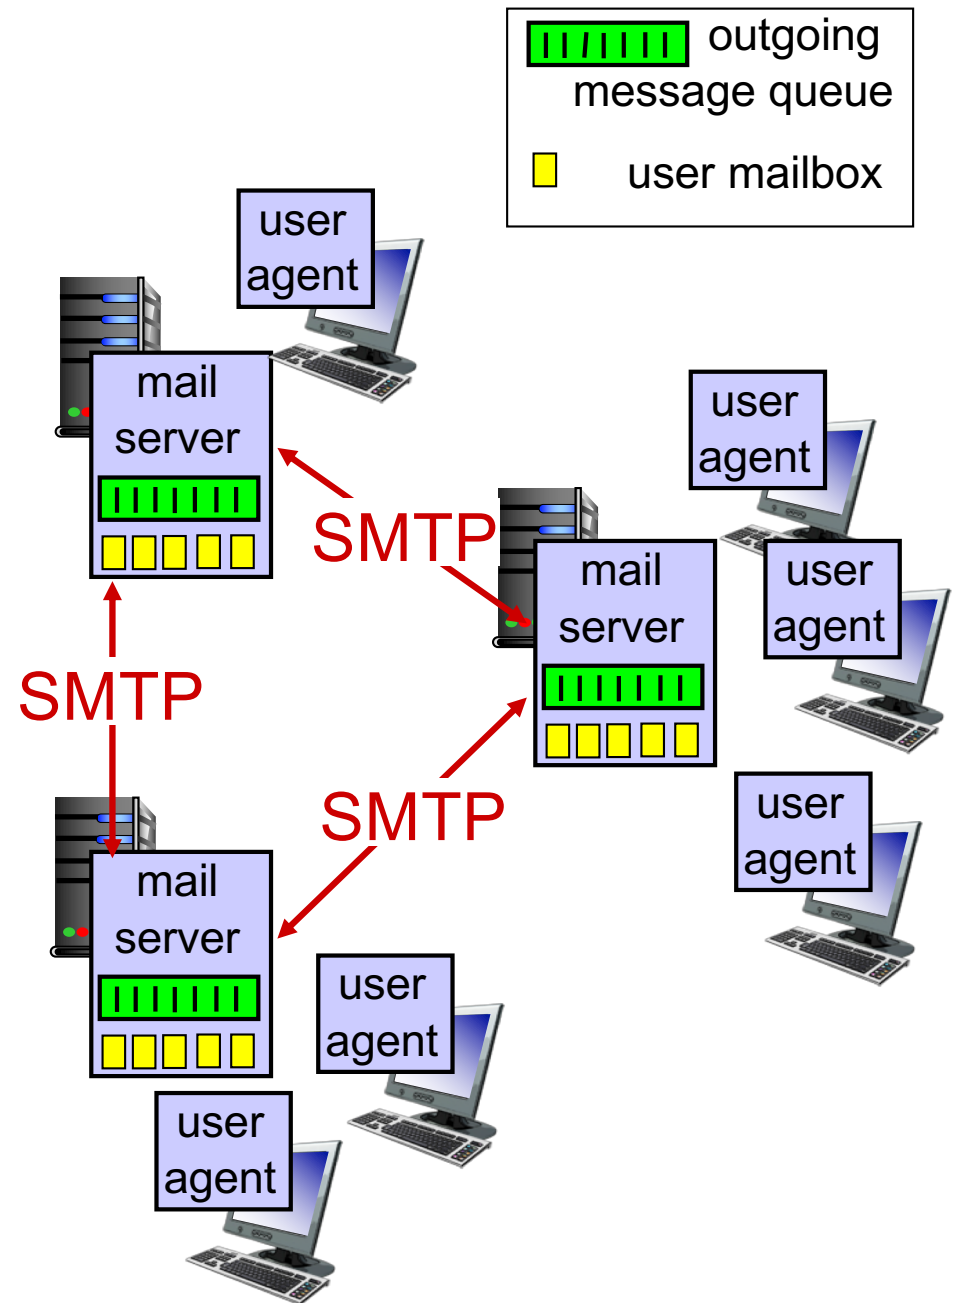 outgoing
message queue
user mailbox
user
agent
mail
server
SMTP
user
agent
mail
server
user
agent
SMTP
SMTP
user
agent
mail
server
user
agent
user
agent